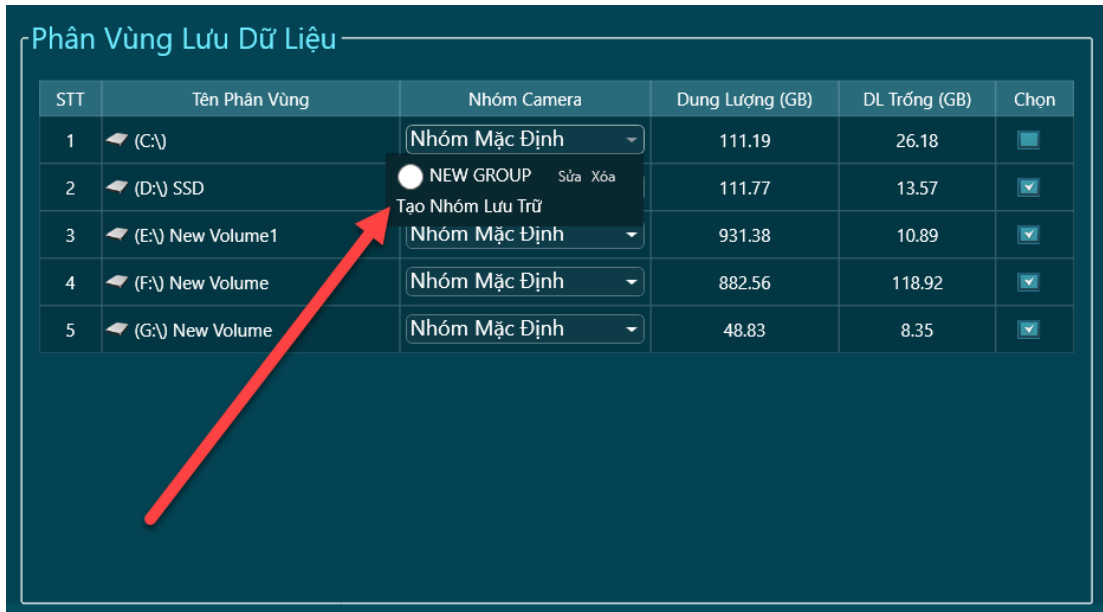 Phân Vùng Lưu Dữ Liệu
STT Tên Phân Vùng Nhóm Camera Dung Lượng (GB) DL Trống (GB) Chọn
1 (C:\) Nhóm Mặc Định 111.19 26.18
NEW GROUP Sửa Xóa
2 (D:\) SSD 111.77 13.57
Tạo Nhóm Lưu Trữ
3 (E:\) New Volume1 Nhóm Mặc Định 931.38 10.89
4 (F:\) New Volume Nhóm Mặc Định 882.56 118.92
5 (G:\) New Volume Nhóm Mặc Định 48.83 8.35